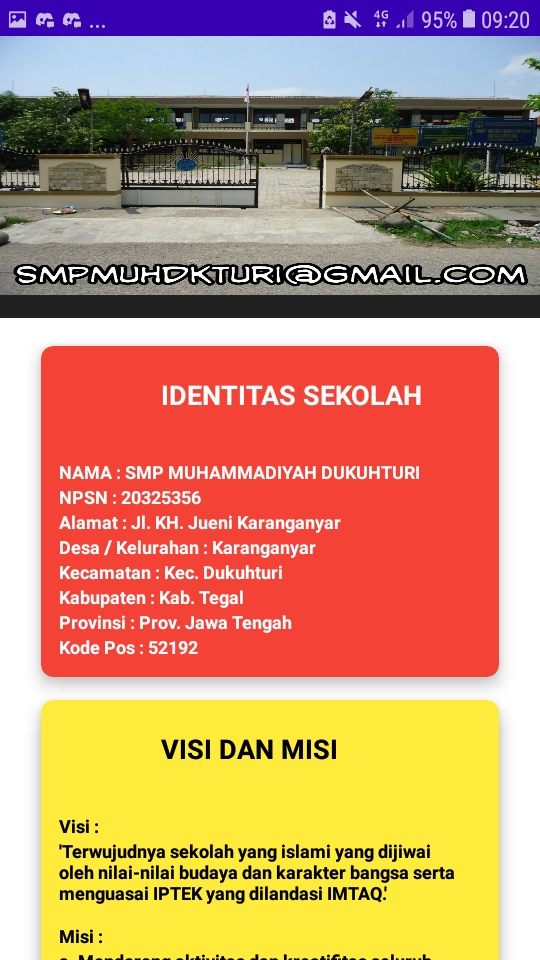 4G
95% 09:20
SMPMUHDKTURI@GMAIL.COM
IDENTITAS SEKOLAH
NAMA : SMP MUHAMMADIYAH DUKUHTURI
NPSN : 20325356
Alamat : Jl. KH. Jueni Karanganyar
Desa / Kelurahan : Karanganyar
Kecamatan : Kec. Dukuhturi
Kabupaten : Kab. Tegal
Provinsi : Prov. Jawa Tengah
Kode Pos : 52192
VISI DAN MISI
Visi :
'Terwujudnya sekolah yang islami yang dijiwai
oleh nilai-nilai budaya dan karakter bangsa serta
menguasai IPTEK yang dilandasi IMTAQ.'
Misi :